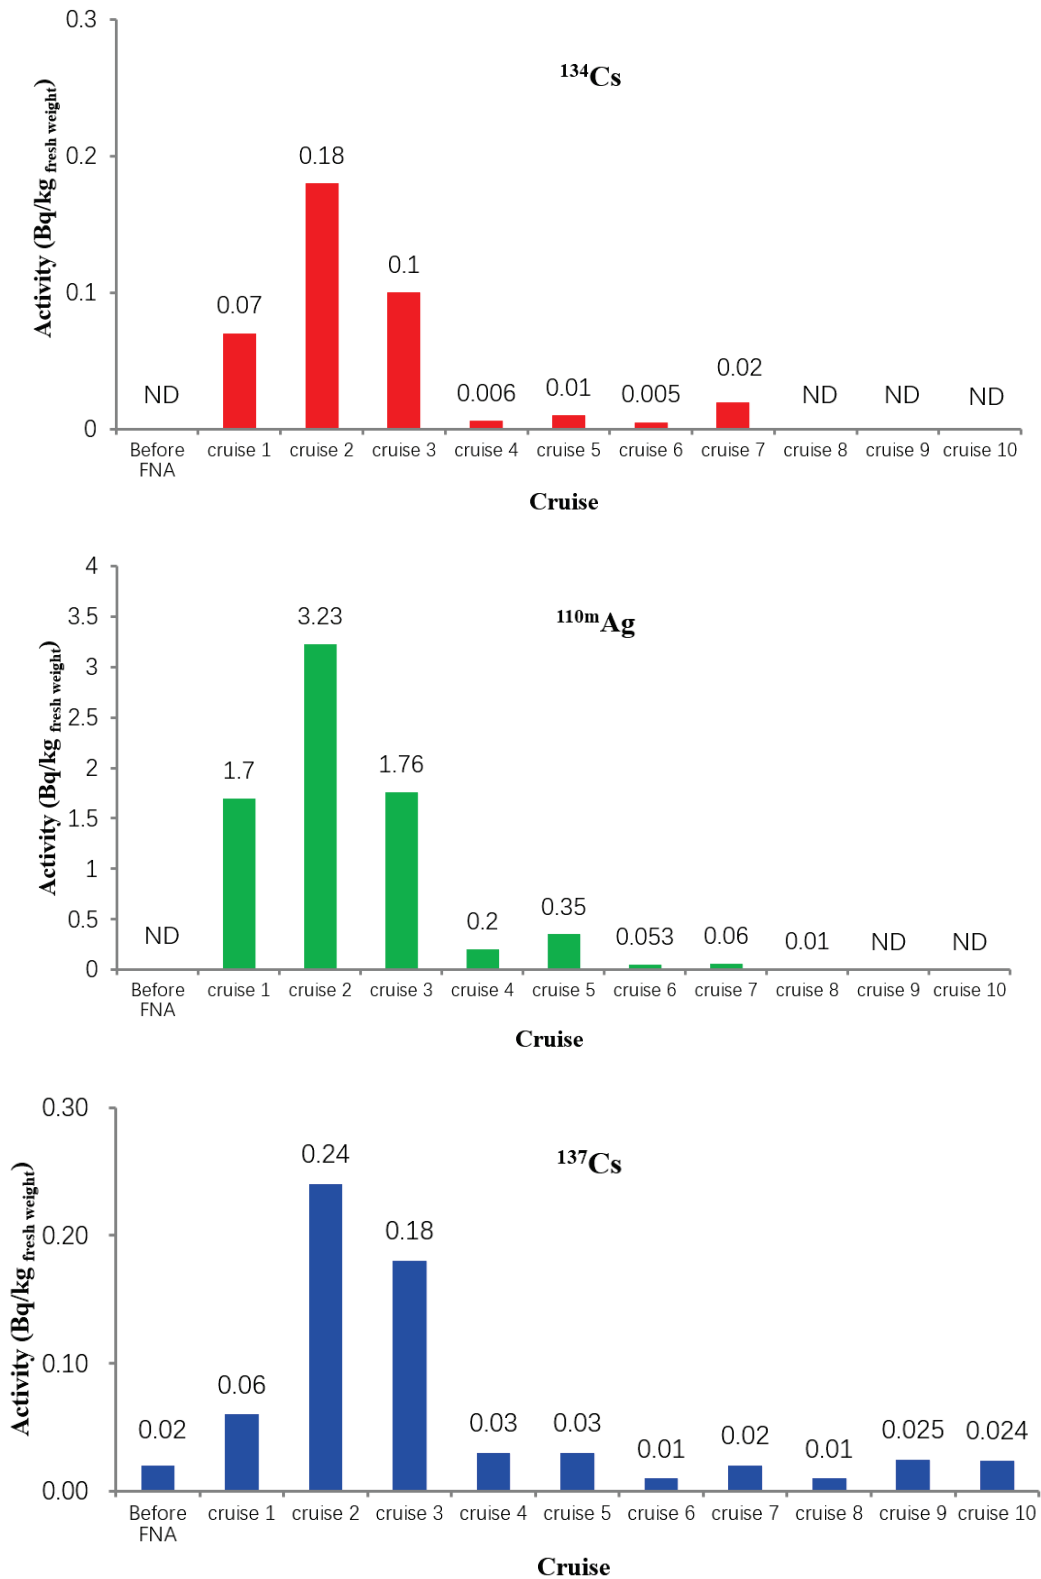 0.3
¹³⁴Cs
Activity (Bq/kg fresh weight)
0.2
0.18
0.1
0.1
0.07
ND
0.006
0.01
0.005
0.02
ND
ND
ND
0
Before FNA
cruise 1
cruise 2
cruise 3
cruise 4
cruise 5
cruise 6
cruise 7
cruise 8
cruise 9
cruise 10
Cruise
4
3.5
¹¹⁰ᵐAg
3.23
Activity (Bq/kg fresh weight)
3
2.5
2
1.76
1.7
1.5
1
0.5
ND
0.2
0.35
0.053
0.06
0.01
ND
ND
0
Before FNA
cruise 1
cruise 2
cruise 3
cruise 4
cruise 5
cruise 6
cruise 7
cruise 8
cruise 9
cruise 10
Cruise
0.30
¹³⁷Cs
0.24
Activity (Bq/kg fresh weight)
0.20
0.18
0.10
0.02
0.06
0.03
0.03
0.01
0.02
0.01
0.025
0.024
0.00
Before FNA
cruise 1
cruise 2
cruise 3
cruise 4
cruise 5
cruise 6
cruise 7
cruise 8
cruise 9
cruise 10
Cruise